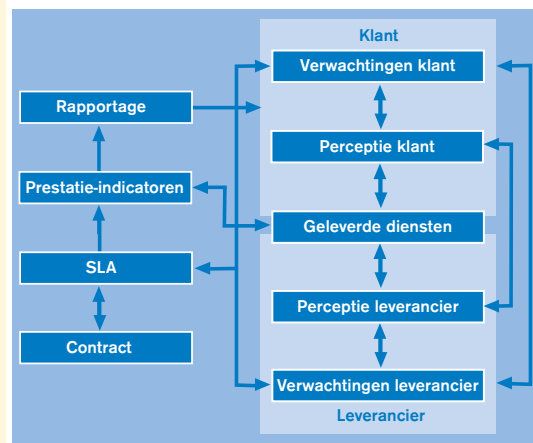 Klant
Verwachtingen klant
Rapportage
Perceptie klant
Prestatie-indicatoren
Geleverde diensten
SLA
Perceptie leverancier
Contract
Verwachtingen leverancier
Leverancier